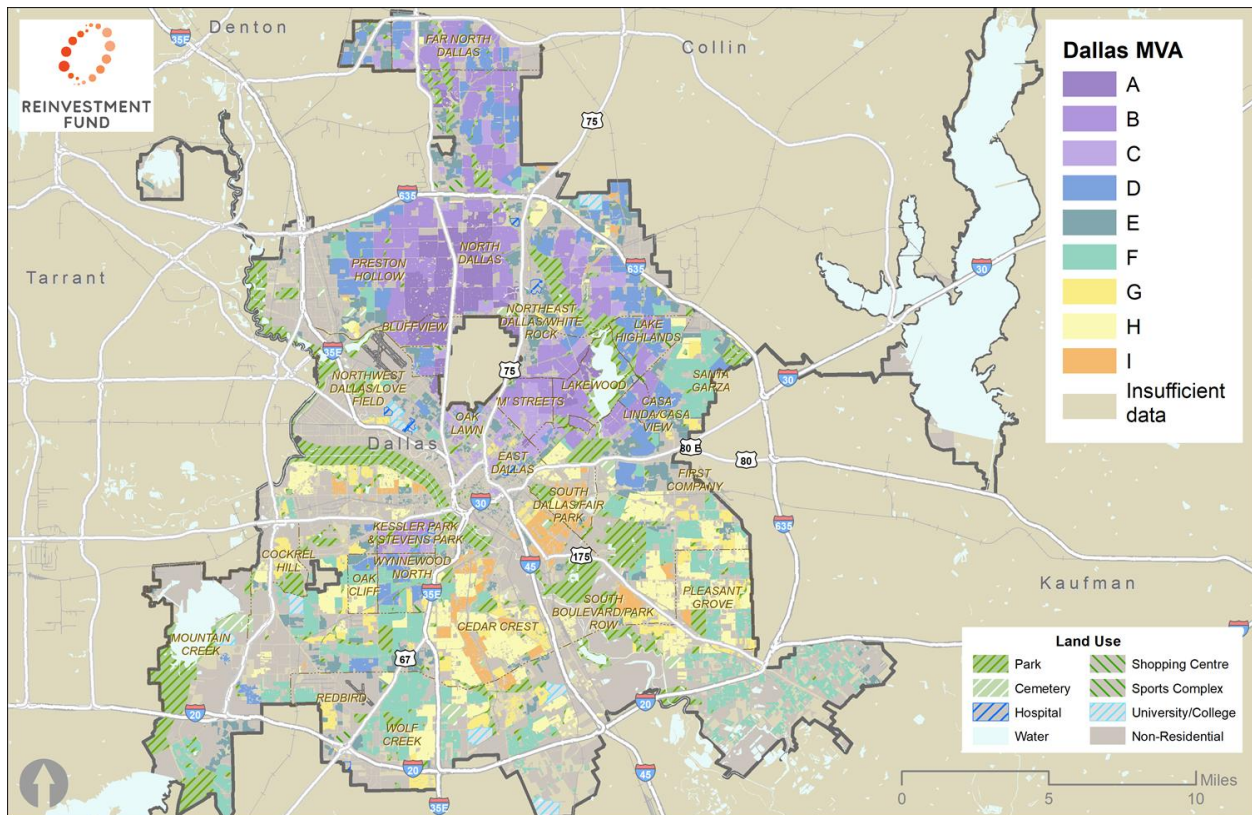 REINVESTMENT
FUND
Denton
Collin
Tarrant
Kaufman
Dallas
35E
75
635
635
30
35E
75
30
80 E
80
30
175
45
635
35E
67
20
20
20
45
35E
FAR NORTH
DALLAS
NORTH
DALLAS
PRESTON
HOLLOW
BLUFFVIEW
NORTHEAST
DALLAS/WHITE
ROCK
LAKE
HIGHLANDS
NORTHWEST
DALLAS/LOVE
FIELD
LAKEWOOD
SANTA
GARZA
'M' STREETS
CASA
LINDA/CASA
VIEW
OAK
LAWN
EAST
DALLAS
FIRST
COMPANY
SOUTH
DALLAS/FAIR
PARK
KESSLER PARK
& STEVENS PARK
COCKREL
HILL
WYNNEWOOD
NORTH
OAK
CLIFF
PLEASANT
GROVE
SOUTH
BOULEVARD/PARK
ROW
CEDAR CREST
MOUNTAIN
CREEK
REDBIRD
WOLF
CREEK
Dallas MVA
A
B
C
D
E
F
G
H
I
Insufficient
data
Land Use
Park
Shopping Centre
Cemetery
Sports Complex
Hospital
University/College
Water
Non-Residential
Miles
0 5 10